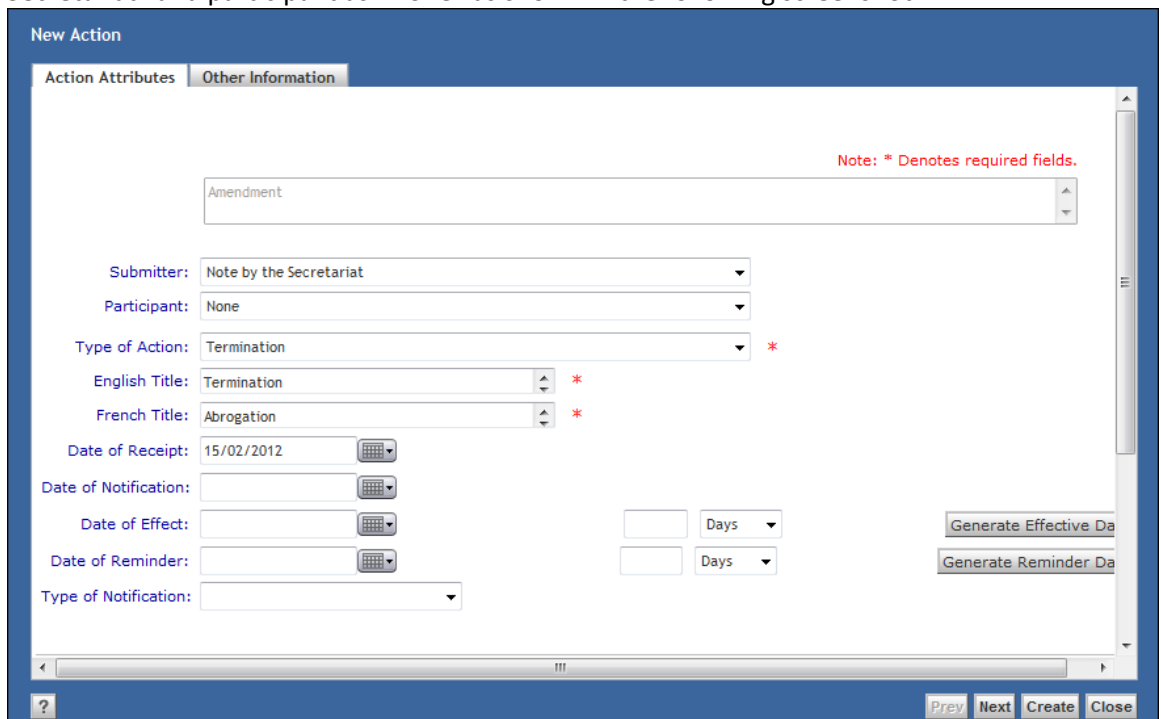 New Action
Action Attributes Other Information
Note: * Denotes required fields.
Amendment
Submitter: Note by the Secretariat
Participant: None
Type of Action: Termination *
English Title: Termination *
French Title: Abrogation *
Date of Receipt: 15/02/2012
Date of Notification:
Date of Effect: Days Generate Effective Da
Date of Reminder: Days Generate Reminder Da
Type of Notification:
? Prev Next Create Close